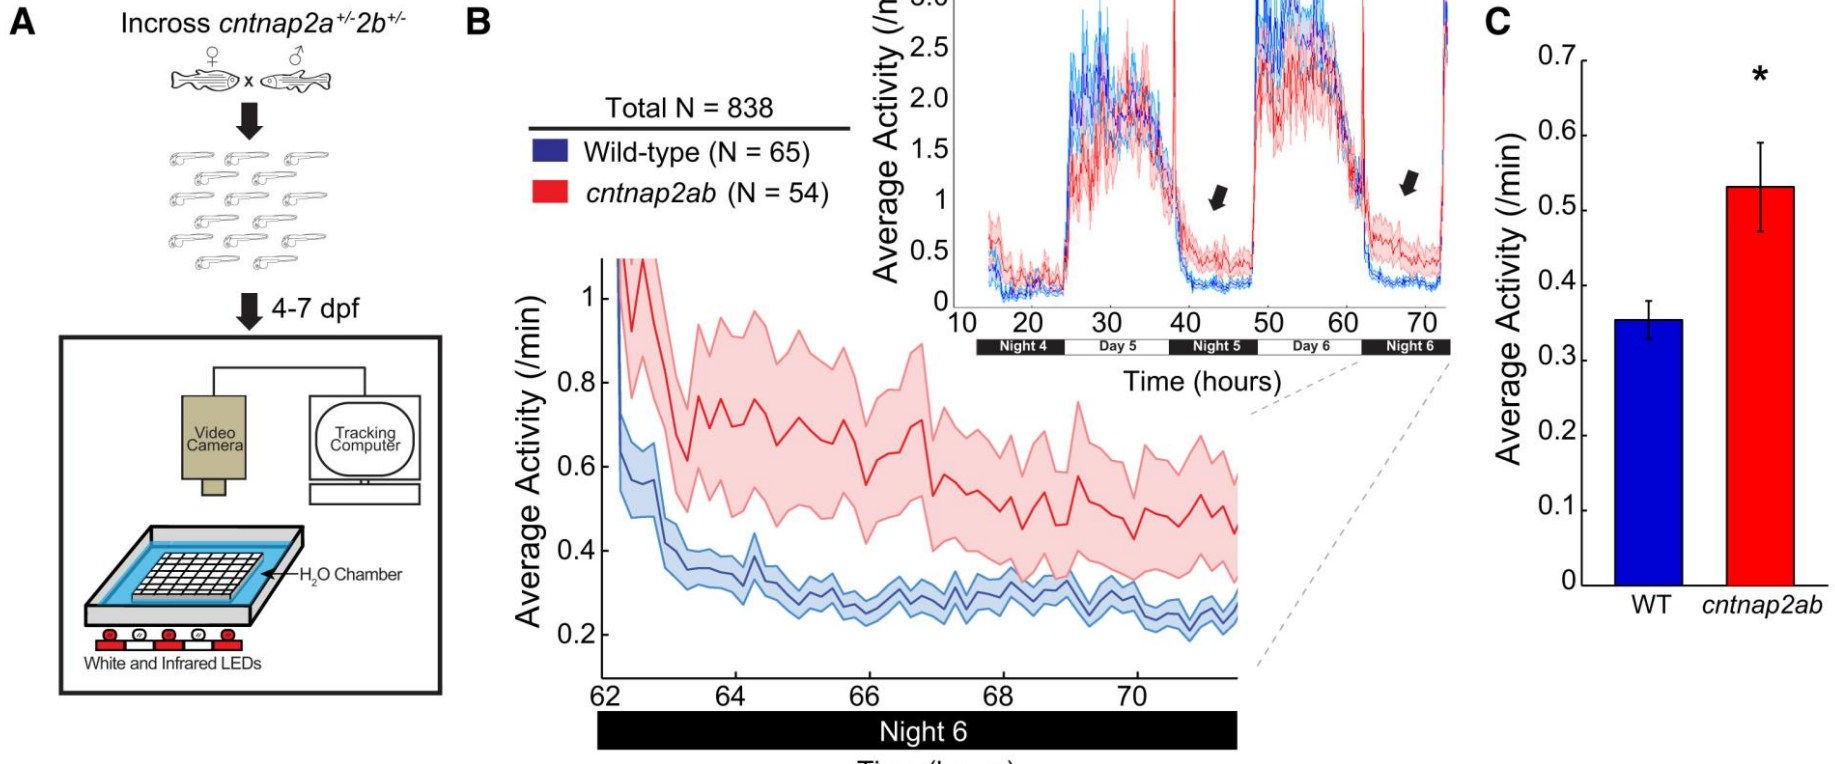 A
Incross cntnap2a+/-2b+/-
♀ ♂
x
4-7 dpf
Video
Camera
Tracking
Computer
H2O Chamber
White and Infrared LEDs
B
Total N = 838
Wild-type (N = 65)
cntnap2ab (N = 54)
Average Activity (/min)
1
0.8
0.6
0.4
0.2
62 64 66 68 70
Night 6
2.5
2.0
1.5
1
0.5
0
Average Activity
10 20 30 40 50 60 70
Night 4 Day 5 Night 5 Day 6 Night 6
Time (hours)
C
Average Activity (/min)
0.7
0.6
0.5
0.4
0.3
0.2
0.1
0
*
WT cntnap2ab